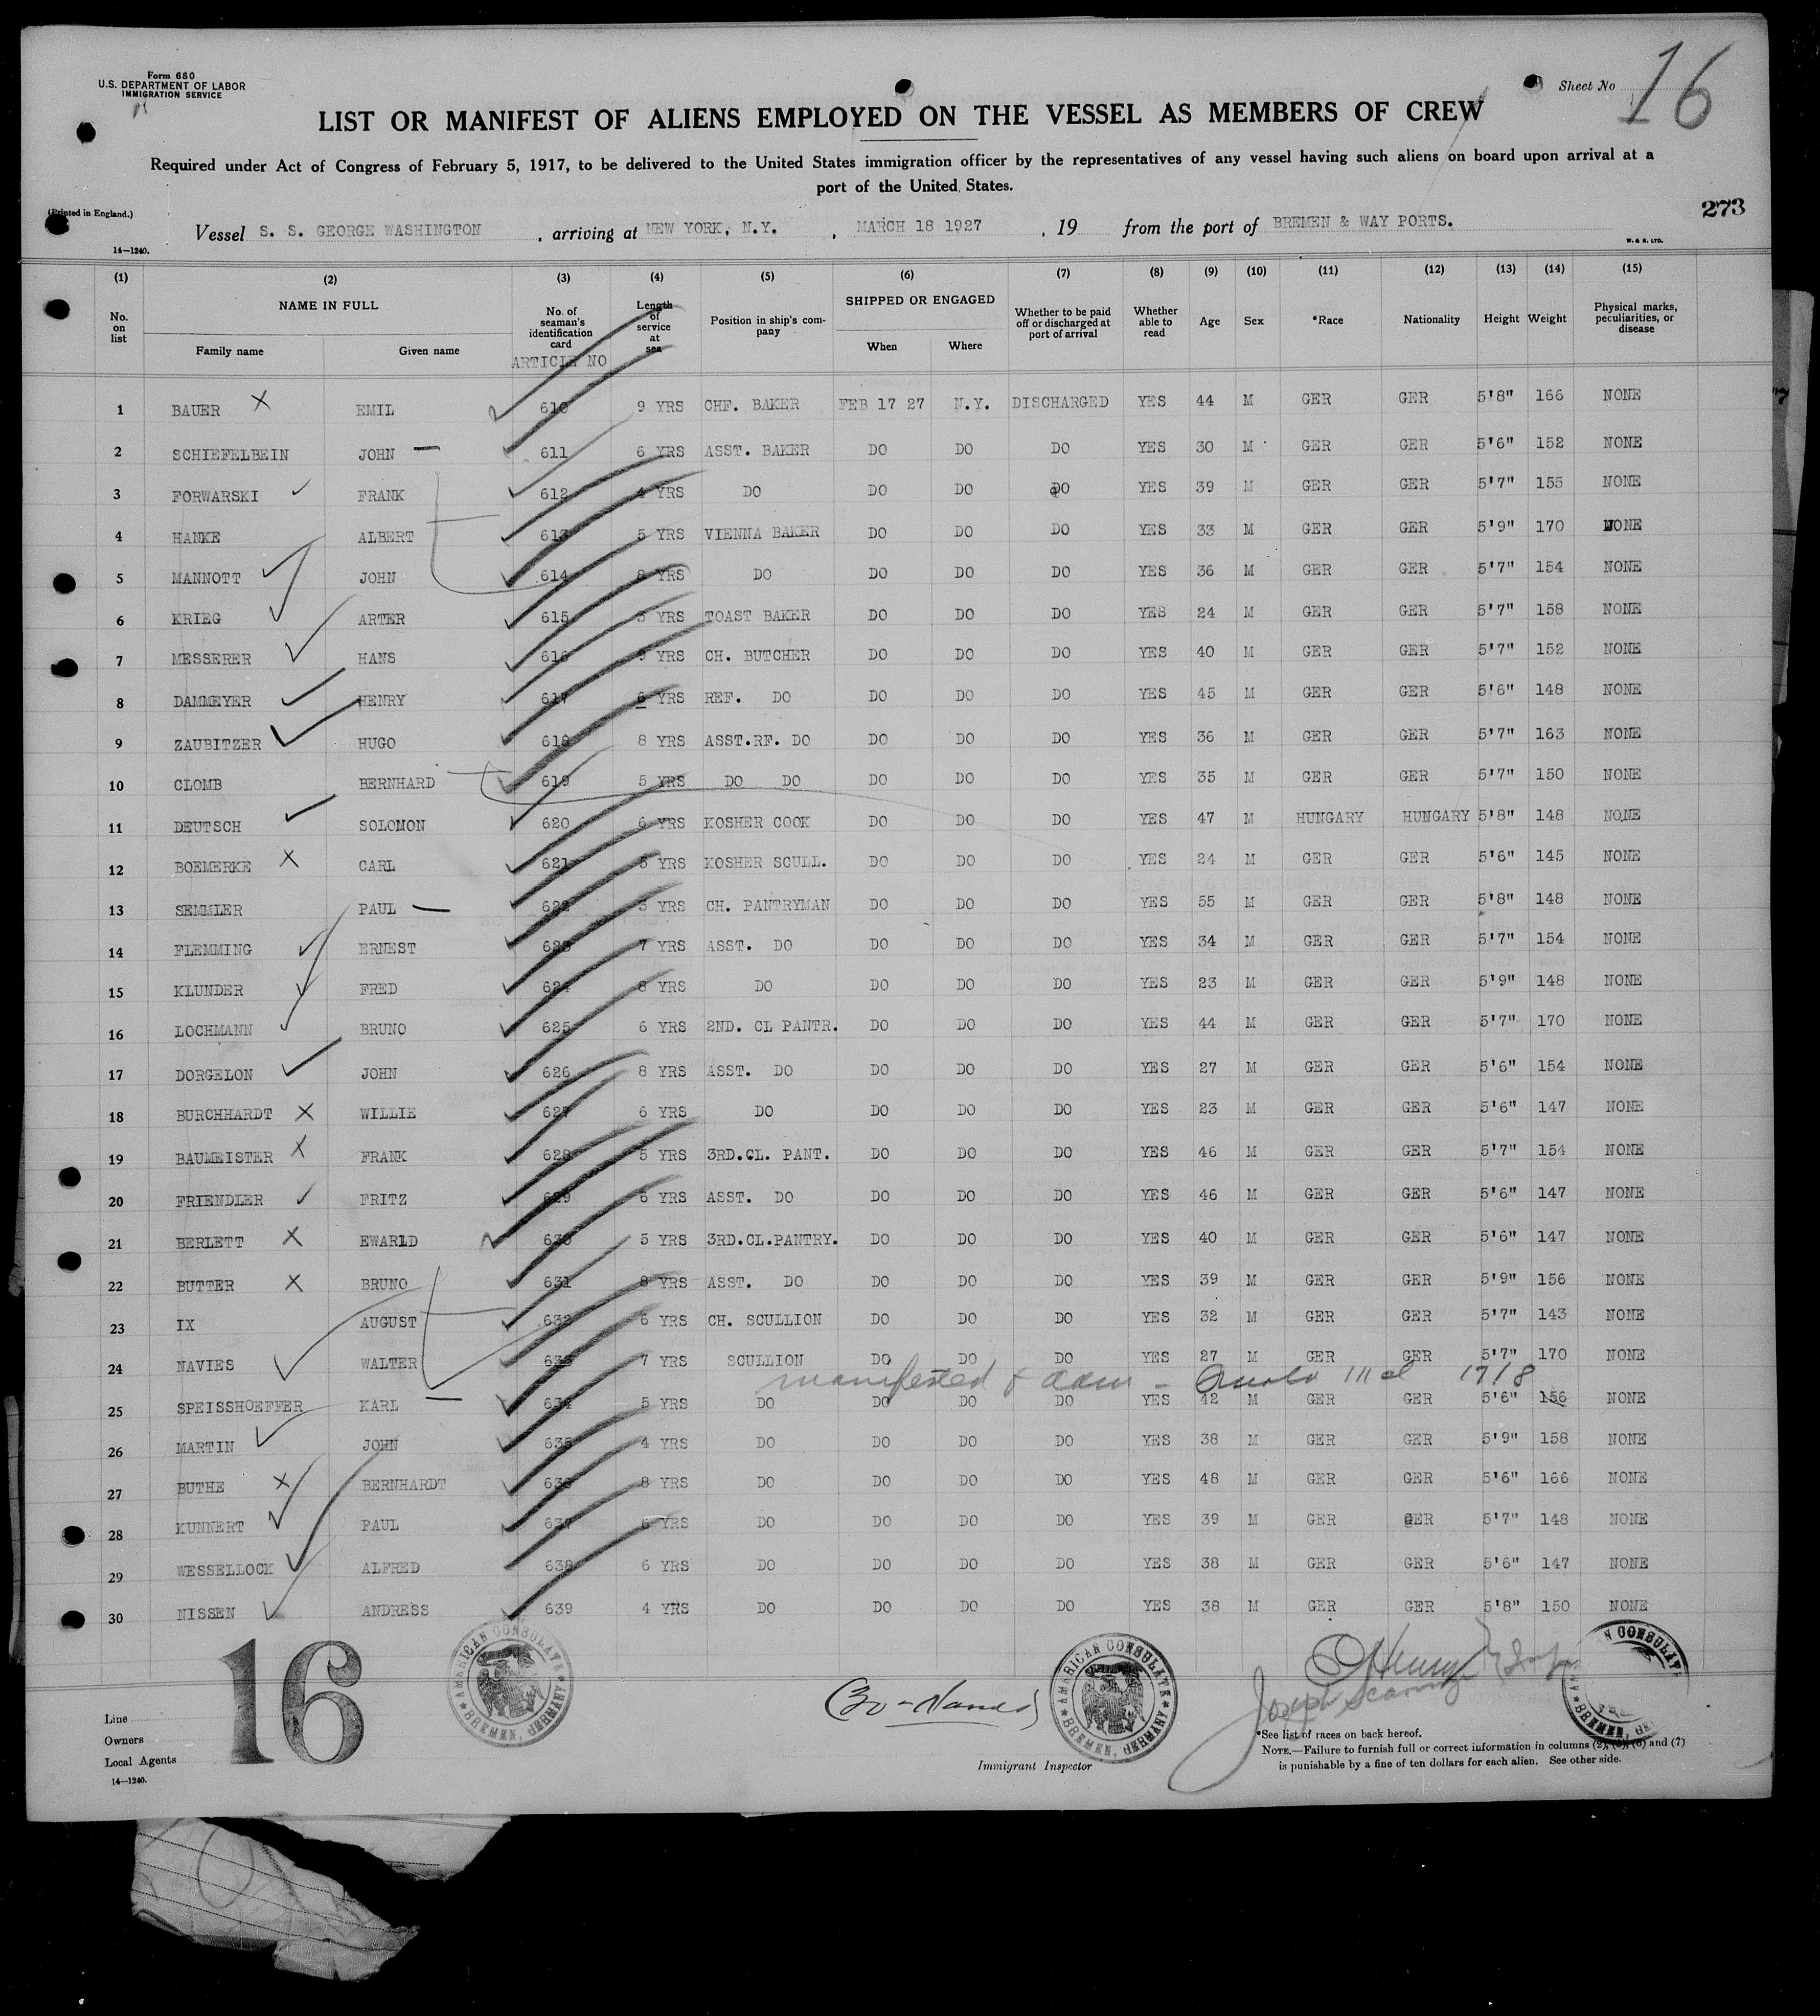 Form 680
U.S. DEPARTMENT OF LABOR
IMMIGRATION SERVICE
Sheet No 16
LIST OR MANIFEST OF ALIENS EMPLOYED ON THE VESSEL AS MEMBERS OF CREW
Required under Act of Congress of February 5, 1917, to be delivered to the United States immigration officer by the representatives of any vessel having such aliens on board upon arrival at a
port of the United States.
(Printed in England.)
273
Vessel S. S. GEORGE WASHINGTON , arriving at NEW YORK, N.Y. , MARCH 18 1927 , 19 from the port of BREMEN & WAY PORTS.
14—1240.
W. & S. LTD.
(1) (2) (3) (4) (5) (6) (7) (8) (9) (10) (11) (12) (13) (14) (15)
No. on list NAME IN FULL Family name Given name No. of seaman's identification card ARTICLE NO Length of service at sea Position in ship's company SHIPPED OR ENGAGED When Where Whether to be paid off or discharged at port of arrival Whether able to read Age Sex *Race Nationality Height Weight Physical marks, peculiarities, or disease
1 BAUER X EMIL 610 9 YRS CHF. BAKER FEB 17 27 N.Y. DISCHARGED YES 44 M GER GER 5'8" 166 NONE
2 SCHIEFELBEIN JOHN — 611 6 YRS ASST. BAKER DO DO DO YES 30 M GER GER 5'6" 152 NONE
3 FORWARSKI FRANK 612 4 YRS DO DO DO DO YES 39 M GER GER 5'7" 155 NONE
4 HANKE ALBERT 613 5 YRS VIENNA BAKER DO DO DO YES 33 M GER GER 5'9" 170 NONE
5 MANNOTT JOHN 614 8 YRS DO DO DO DO YES 36 M GER GER 5'7" 154 NONE
6 KRIEG ARTER 615 YRS TOAST BAKER DO DO DO YES 24 M GER GER 5'7" 158 NONE
7 MESSERER HANS 616 YRS CH. BUTCHER DO DO DO YES 40 M GER GER 5'7" 152 NONE
8 DAMMEYER HENRY 617 6 YRS REF. DO DO DO DO YES 45 M GER GER 5'6" 148 NONE
9 ZAUBITZER HUGO 618 8 YRS ASST.RF. DO DO DO DO YES 36 M GER GER 5'7" 163 NONE
10 CLOMB BERNHARD 619 5 YRS DO DO DO DO DO YES 35 M GER GER 5'7" 150 NONE
11 DEUTSCH SOLOMON 620 6 YRS KOSHER COOK DO DO DO YES 47 M HUNGARY HUNGARY 5'8" 148 NONE
12 BOEMERKE X CARL 621 5 YRS KOSHER SCULL. DO DO DO YES 24 M GER GER 5'6" 145 NONE
13 SEMMLER PAUL — 622 YRS CH. PANTRYMAN DO DO DO YES 55 M GER GER 5'8" 148 NONE
14 FLEMMING ERNEST 623 7 YRS ASST. DO DO DO DO YES 34 M GER GER 5'7" 154 NONE
15 KLUNDER FRED 624 8 YRS DO DO DO DO YES 23 M GER GER 5'9" 148 NONE
16 LOCHMANN BRUNO 625 6 YRS 2ND. CL PANTR. DO DO DO YES 44 M GER GER 5'7" 170 NONE
17 DORGELON JOHN 626 8 YRS ASST. DO DO DO DO YES 27 M GER GER 5'6" 154 NONE
18 BURCHHARDT X WILLIE 627 6 YRS DO DO DO DO YES 23 M GER GER 5'6" 147 NONE
19 BAUMEISTER X FRANK 628 5 YRS 3RD.CL. PANT. DO DO DO YES 46 M GER GER 5'7" 154 NONE
20 FRIENDLER FRITZ 629 6 YRS ASST. DO DO DO DO YES 46 M GER GER 5'6" 147 NONE
21 BERLETT X EWARLD 630 5 YRS 3RD.CL.PANTRY. DO DO DO YES 40 M GER GER 5'6" 147 NONE
22 BUTTER X BRUNO 631 8 YRS ASST. DO DO DO DO YES 39 M GER GER 5'9" 156 NONE
23 IX AUGUST 632 6 YRS CH. SCULLION DO DO DO YES 32 M GER GER 5'7" 143 NONE
24 NAVIES WALTER 633 7 YRS SCULLION DO DO DO YES 27 M GER GER 5'7" 170 NONE
manifested & adm -
25 SPEISSHOEFFER KARL — 634 5 YRS DO DO DO DO YES 42 M GER GER 5'6" 156 NONE
26 MARTIN JOHN 635 4 YRS DO DO DO DO YES 38 M GER GER 5'9" 158 NONE
27 BUTHE X BERNHARDT 636 8 YRS DO DO DO DO YES 48 M GER GER 5'6" 166 NONE
28 KUNNERT PAUL 637 6 YRS DO DO DO DO YES 39 M GER GER 5'7" 148 NONE
29 WESSELLOCK ALFRED 638 6 YRS DO DO DO DO YES 38 M GER GER 5'6" 147 NONE
30 NISSEN ANDRESS 639 4 YRS DO DO DO DO YES 38 M GER GER 5'8" 150 NONE
16
AMERICAN CONSULATE BREMEN, GERMANY
(30 - Names)
AMERICAN CONSULATE BREMEN, GERMANY
Joseph
Line
Owners
Local Agents
14—1240.
Immigrant Inspector
*See list of races on back hereof.
NOTE.—Failure to furnish full or correct information in columns (2), (5), (6) and (7)
is punishable by a fine of ten dollars for each alien. See other side.